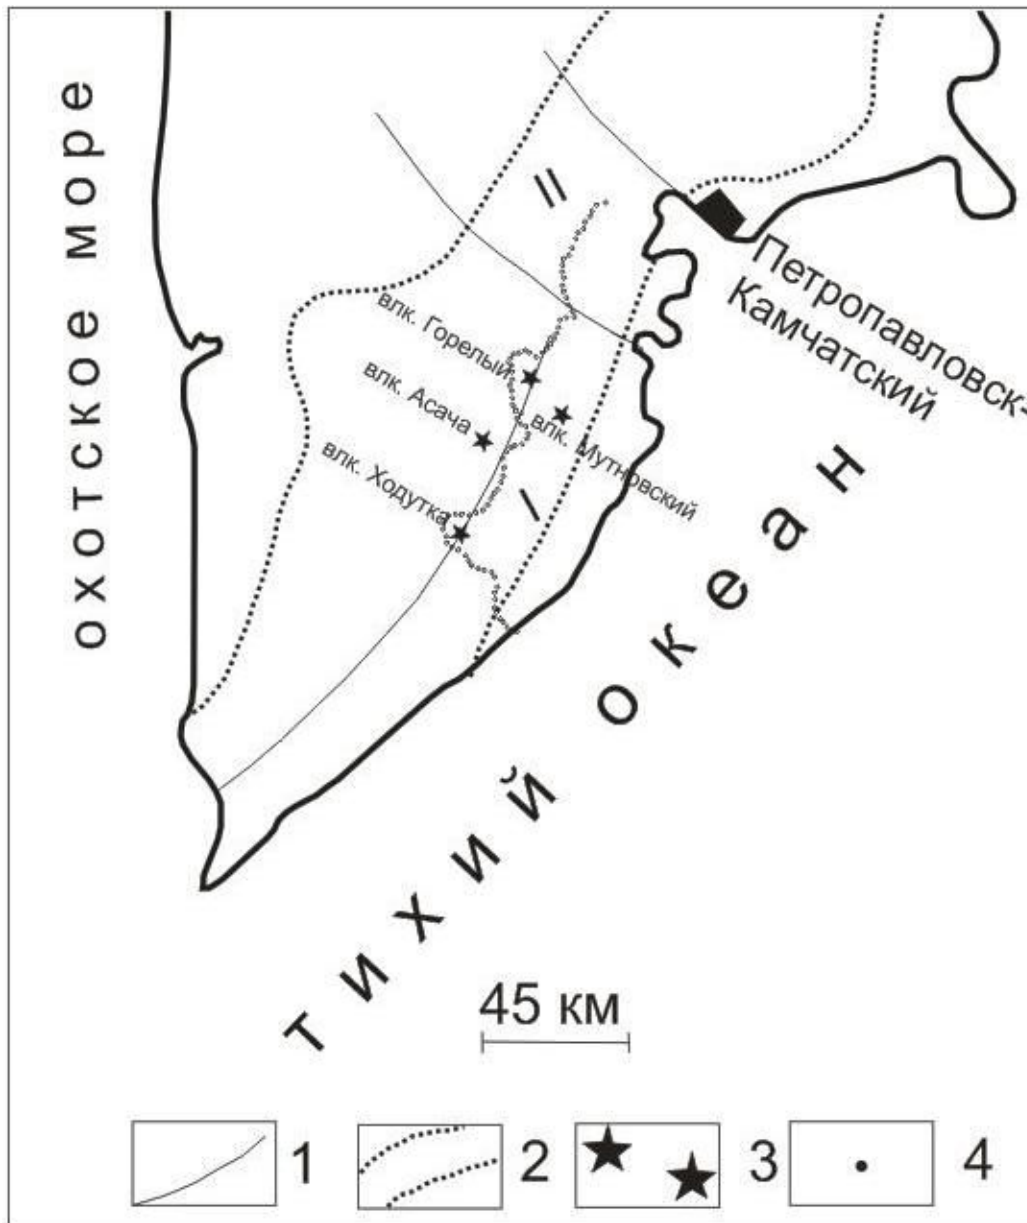 охотское море
II
Петропавловск-
Камчатский
влк. Горелый
влк. Асача
влк. Мутновский
влк. Ходутка
I
тихий океан
45 км
1
2
3
4